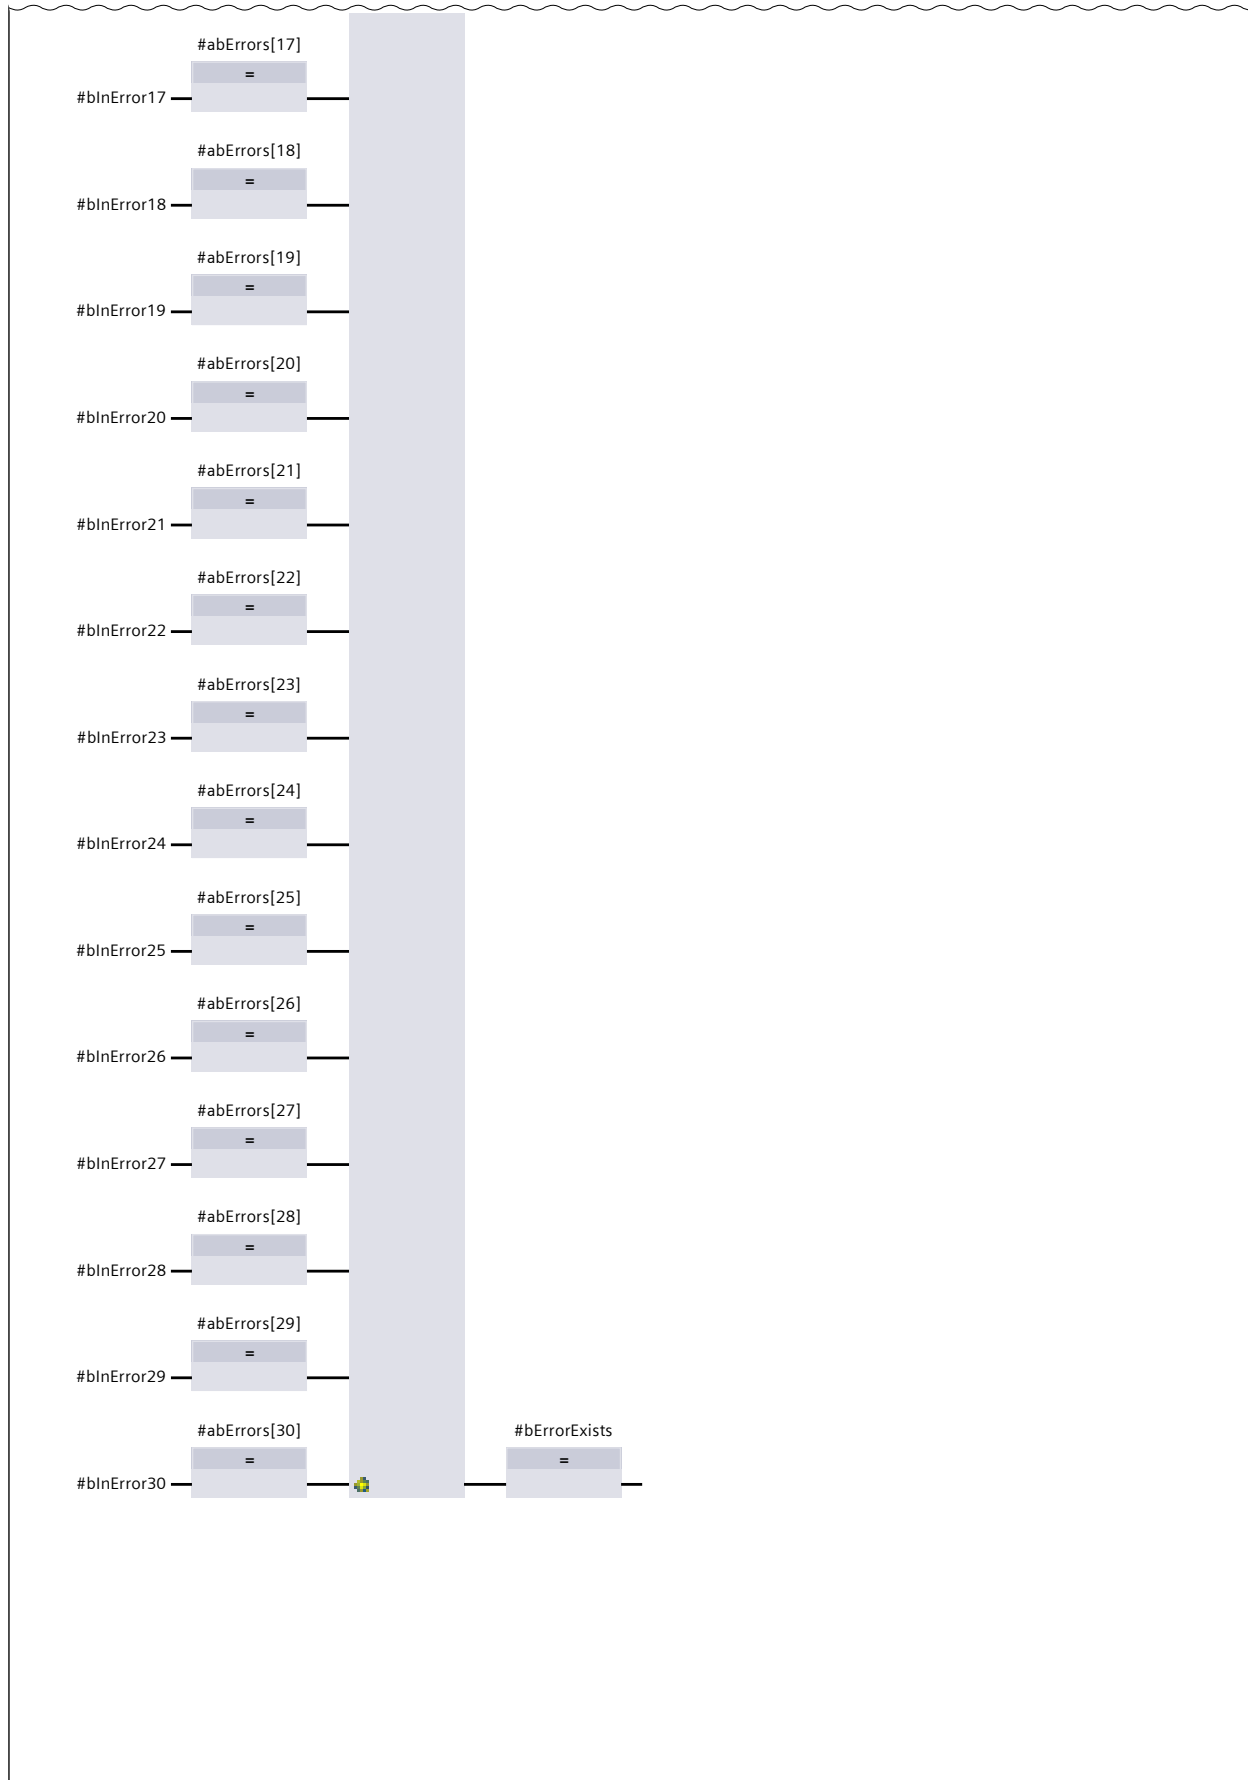 #abErrors[17]
=
#bInError17
#abErrors[18]
=
#bInError18
#abErrors[19]
=
#bInError19
#abErrors[20]
=
#bInError20
#abErrors[21]
=
#bInError21
#abErrors[22]
=
#bInError22
#abErrors[23]
=
#bInError23
#abErrors[24]
=
#bInError24
#abErrors[25]
=
#bInError25
#abErrors[26]
=
#bInError26
#abErrors[27]
=
#bInError27
#abErrors[28]
=
#bInError28
#abErrors[29]
=
#bInError29
#abErrors[30] #bErrorExists
= =
#bInError30